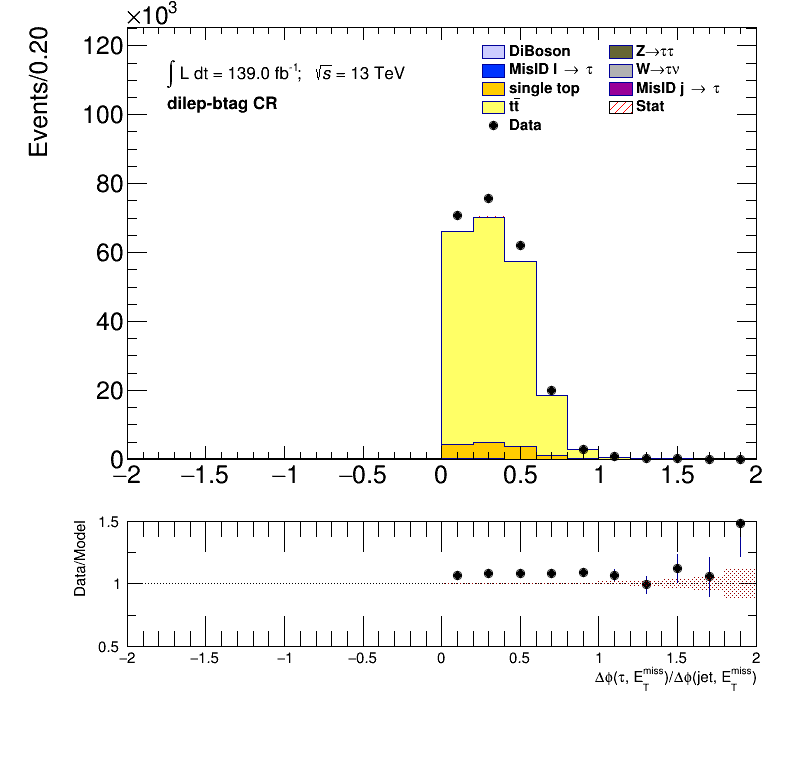 ×10³
Events/0.20
120
100
80
60
40
20
0
∫ L dt = 139.0 fb⁻¹; √s = 13 TeV
dilep-btag CR
DiBoson
MisID l → τ
single top
tt̄
Data
Z→ττ
W→τν
MisID j → τ
Stat
−2 −1.5 −1 −0.5 0 0.5 1 1.5 2
Data/Model
1.5
1
0.5
−2 −1.5 −1 −0.5 0 0.5 1 1.5 2
Δϕ(τ, E_T^miss)/Δϕ(jet, E_T^miss)